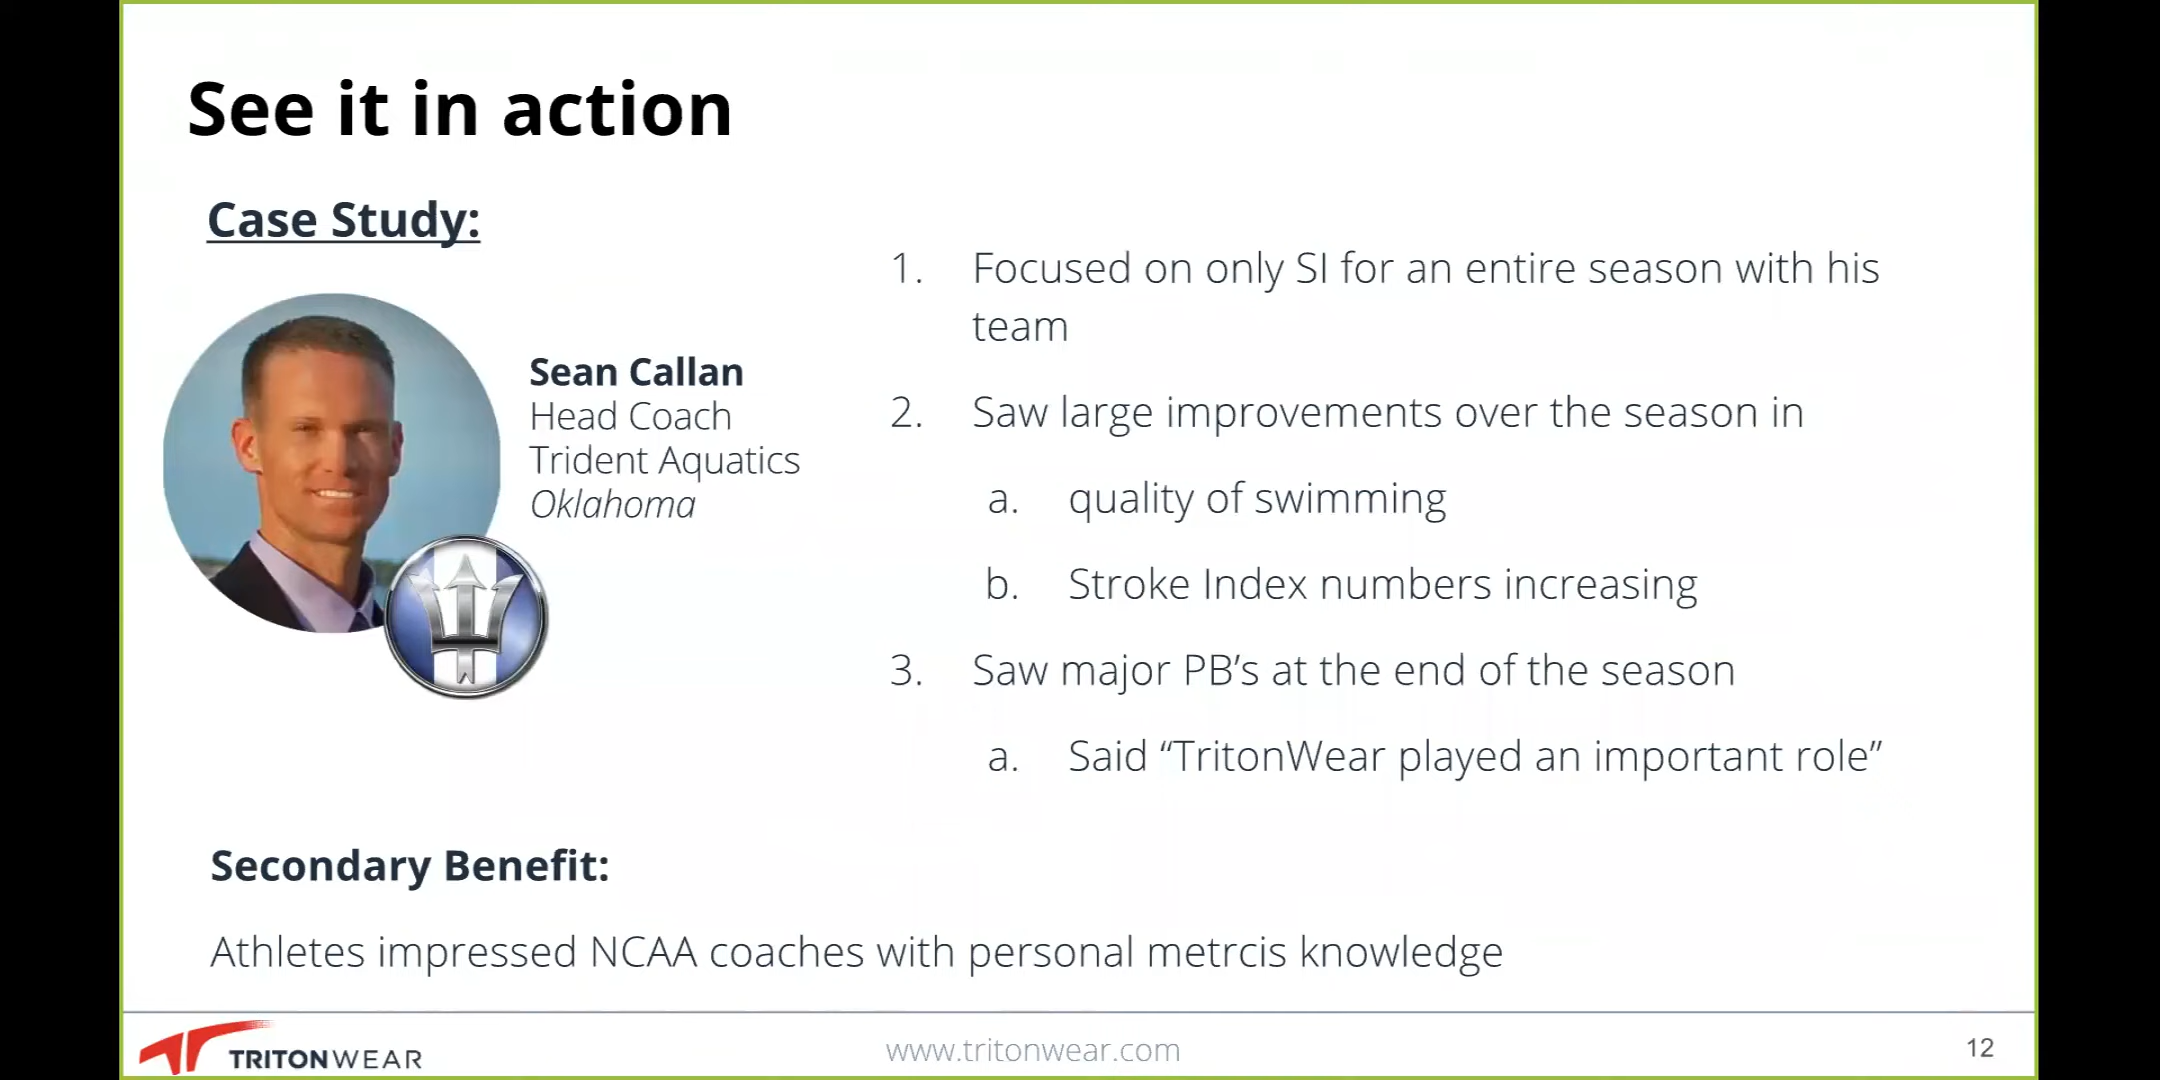 See it in action
Case Study:
Sean Callan
Head Coach
Trident Aquatics
Oklahoma
1. Focused on only SI for an entire season with his
team
2. Saw large improvements over the season in
a. quality of swimming
b. Stroke Index numbers increasing
3. Saw major PB’s at the end of the season
a. Said “TritonWear played an important role”
Secondary Benefit:
Athletes impressed NCAA coaches with personal metrcis knowledge
TRITONWEAR
www.tritonwear.com
12